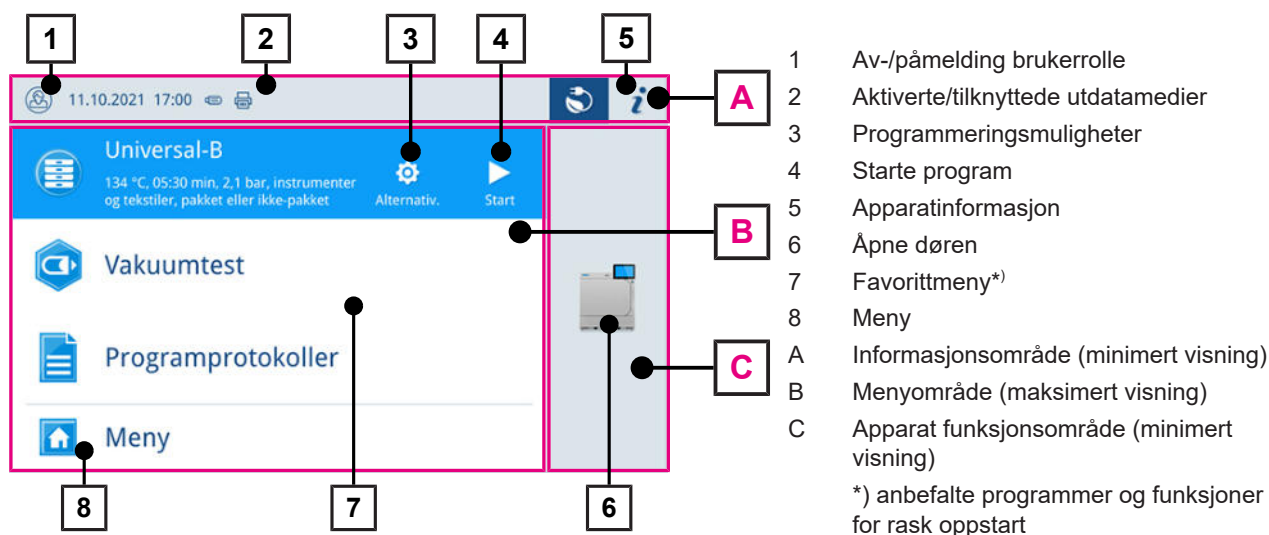 1 2 3 4 5
11.10.2021 17:00
i
A
Universal-B
134 °C, 05:30 min, 2,1 bar, instrumenter
og tekstiler, pakket eller ikke-pakket
Alternativ.
Start
B
Vakuumtest
Programprotokoller
C
Meny
8 7 6
1 Av-/påmelding brukerrolle
2 Aktiverte/tilknyttede utdatamedier
3 Programmeringsmuligheter
4 Starte program
5 Apparatinformasjon
6 Åpne døren
7 Favorittmeny*)
8 Meny
A Informasjonsområde (minimert visning)
B Menyområde (maksimert visning)
C Apparat funksjonsområde (minimert
visning)
*) anbefalte programmer og funksjoner
for rask oppstart